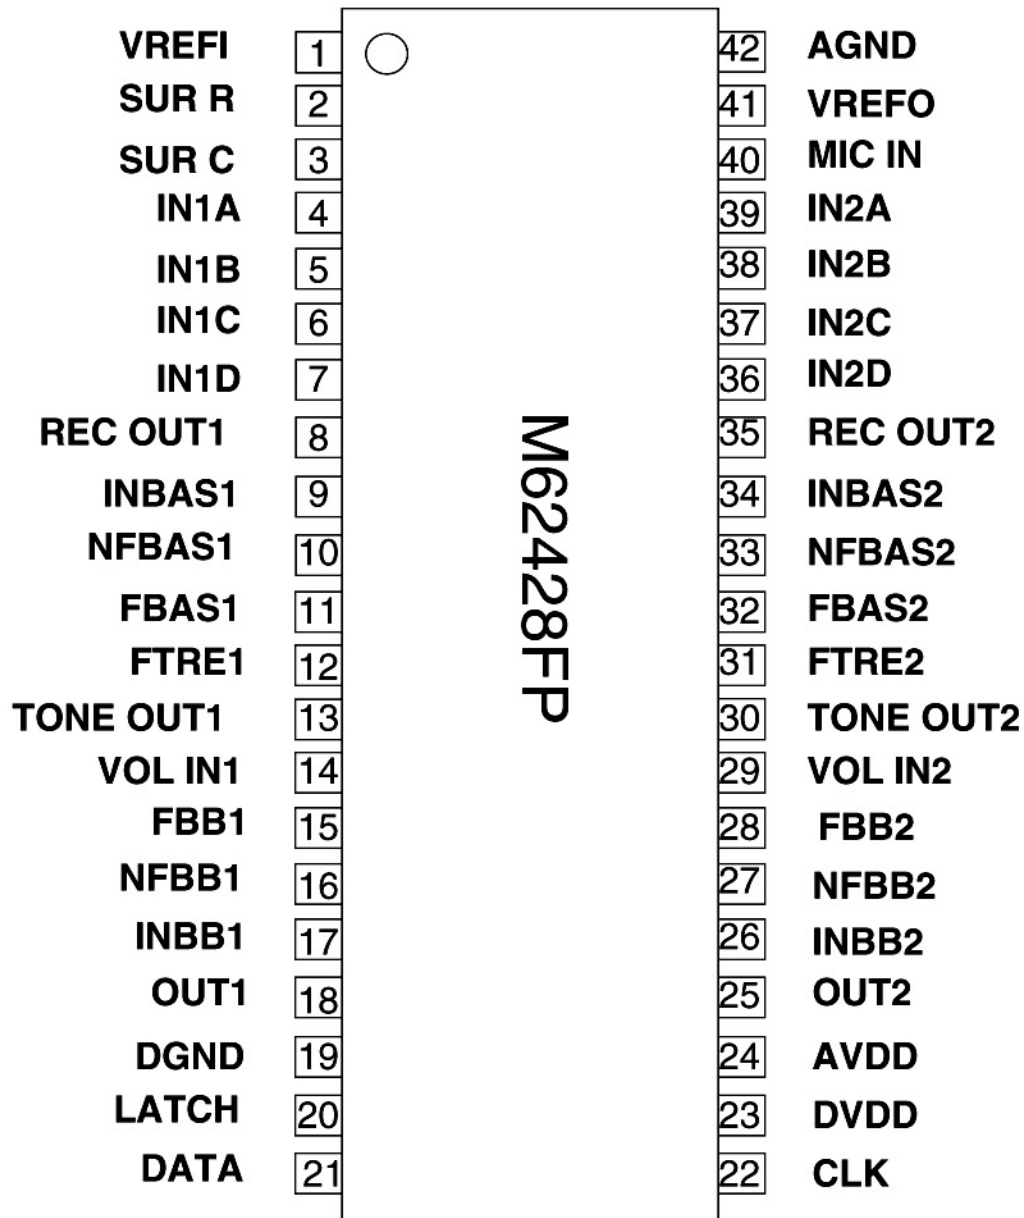 VREFI 1 42 AGND
SUR R 2 41 VREFO
SUR C 3 40 MIC IN
IN1A 4 39 IN2A
IN1B 5 38 IN2B
IN1C 6 37 IN2C
IN1D 7 36 IN2D
REC OUT1 8 35 REC OUT2
INBAS1 9 34 INBAS2
NFBAS1 10 33 NFBAS2
FBAS1 11 32 FBAS2
FTRE1 12 31 FTRE2
TONE OUT1 13 30 TONE OUT2
VOL IN1 14 29 VOL IN2
FBB1 15 28 FBB2
NFBB1 16 27 NFBB2
INBB1 17 26 INBB2
OUT1 18 25 OUT2
DGND 19 24 AVDD
LATCH 20 23 DVDD
DATA 21 22 CLK
M62428FP